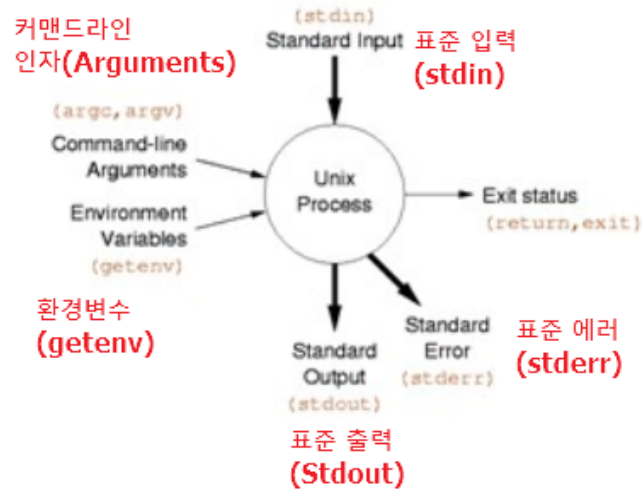 커맨드라인
인자(Arguments)
(stdin)
Standard Input
표준 입력
(stdin)
(argc,argv)
Command-line
Arguments
Environment
Variables
(getenv)
환경변수
(getenv)
Unix
Process
Exit status
(return,exit)
Standard
Output
(stdout)
표준 출력
(Stdout)
Standard
Error
(stderr)
표준 에러
(stderr)